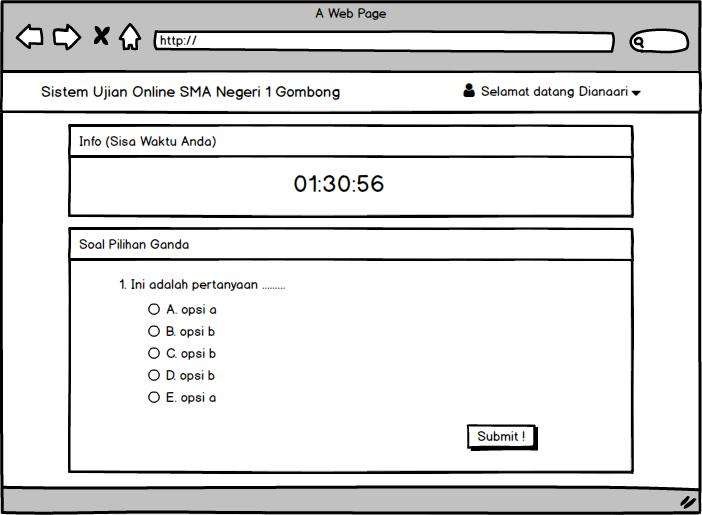 A Web Page
http://
Sistem Ujian Online SMA Negeri 1 Gombong
Selamat datang Dianaari
Info (Sisa Waktu Anda)
01:30:56
Soal Pilihan Ganda
1. Ini adalah pertanyaan .........
A. opsi a
B. opsi b
C. opsi b
D. opsi b
E. opsi a
Submit !